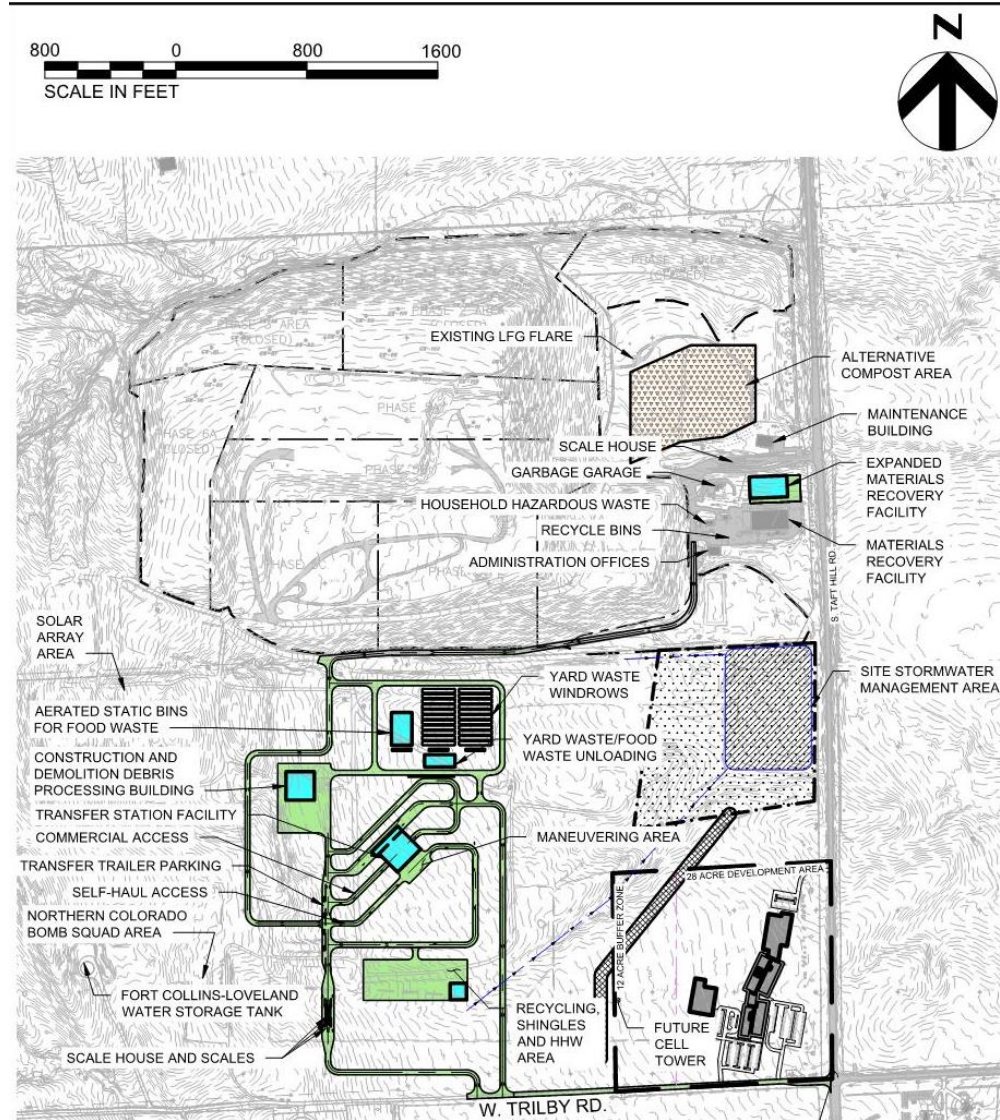 800 0 800 1600
SCALE IN FEET
N
PHASE 1 AREA
(CLOSED)
EXISTING LFG FLARE
ALTERNATIVE
COMPOST AREA
MAINTENANCE
BUILDING
SCALE HOUSE
GARBAGE GARAGE
EXPANDED
MATERIALS
RECOVERY
FACILITY
HOUSEHOLD HAZARDOUS WASTE
RECYCLE BINS
ADMINISTRATION OFFICES
MATERIALS
RECOVERY
FACILITY
S. TAFT HILL RD.
SOLAR
ARRAY
AREA
YARD WASTE
WINDROWS
SITE STORMWATER
MANAGEMENT AREA
AERATED STATIC BINS
FOR FOOD WASTE
YARD WASTE/FOOD
WASTE UNLOADING
CONSTRUCTION AND
DEMOLITION DEBRIS
PROCESSING BUILDING
TRANSFER STATION FACILITY
COMMERCIAL ACCESS
MANEUVERING AREA
TRANSFER TRAILER PARKING
SELF-HAUL ACCESS
28 ACRE DEVELOPMENT AREA
12 ACRE BUFFER ZONE
NORTHERN COLORADO
BOMB SQUAD AREA
FORT COLLINS-LOVELAND
WATER STORAGE TANK
RECYCLING,
SHINGLES
AND HHW
AREA
FUTURE
CELL
TOWER
SCALE HOUSE AND SCALES
W. TRILBY RD.